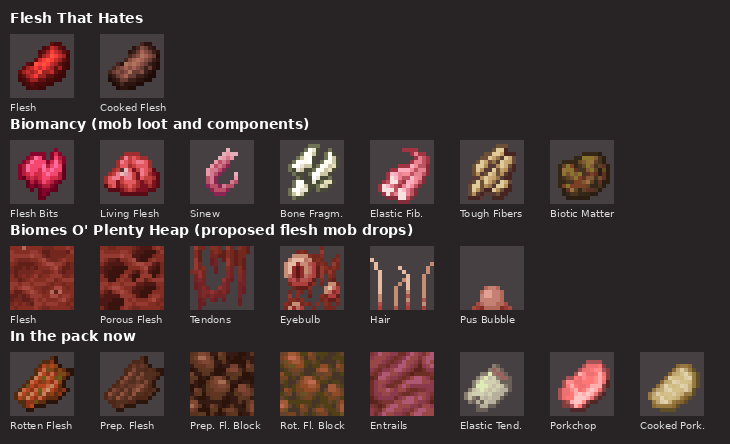 Flesh That Hates
Flesh Cooked Flesh
Biomancy (mob loot and components)
Flesh Bits Living Flesh Sinew Bone Fragm. Elastic Fib. Tough Fibers Biotic Matter
Biomes O' Plenty Heap (proposed flesh mob drops)
Flesh Porous Flesh Tendons Eyebulb Hair Pus Bubble
In the pack now
Rotten Flesh Prep. Flesh Prep. Fl. Block Rot. Fl. Block Entrails Elastic Tend. Porkchop Cooked Pork.